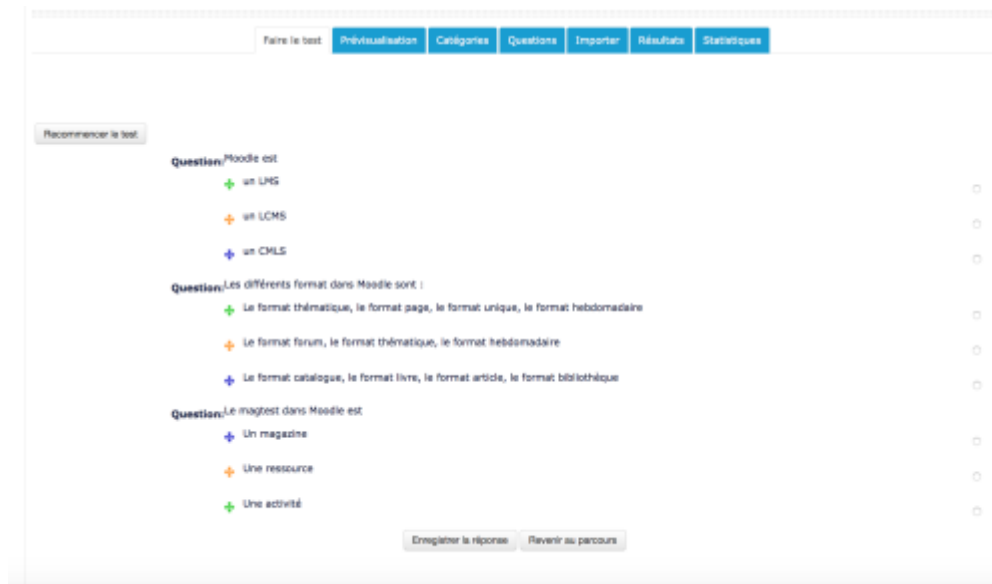 Faire le test Prévisualisation Catégories Questions Importer Résultats Statistiques
Recommencer le test
Question: Moodle est
un LMS
un LCMS
un CMLS
Question: Les différents format dans Moodle sont :
Le format thématique, le format page, le format unique, le format hebdomadaire
Le format forum, le format thématique, le format hebdomadaire
Le format catalogue, le format livre, le format article, le format bibliothèque
Question: Le magtest dans Moodle est
Un magazine
Une ressource
Une activité
Enregistrer la réponse Revenir au parcours